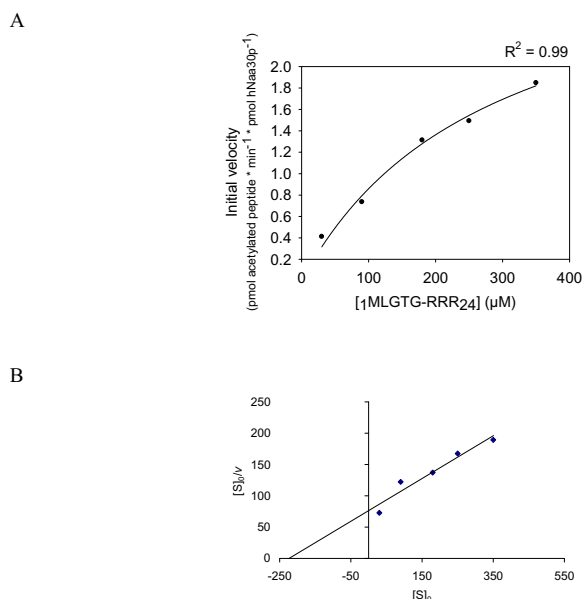 A
R² = 0.99
Initial velocity
(pmol acetylated peptide * min⁻¹ * pmol hNaa30p⁻¹)
2.0
1.8
1.6
1.4
1.2
1.0
0.8
0.6
0.4
0.2
0 100 200 300 400
[₁MLGTG-RRR₂₄] (µM)
B
[S]₀/v
250
200
150
100
50
0
-250 -50 150 350 550
[S]₀